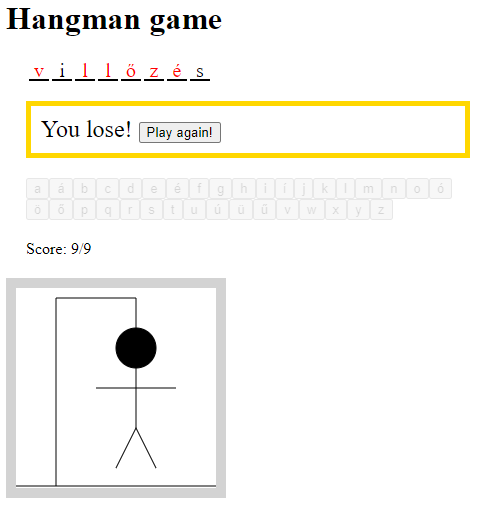 Hangman game
v i l l ő z é s
You lose! Play again!
a á b c d e é f g h i í j k l m n o ó
ö ő p q r s t u ú ü ű v w x y z
Score: 9/9